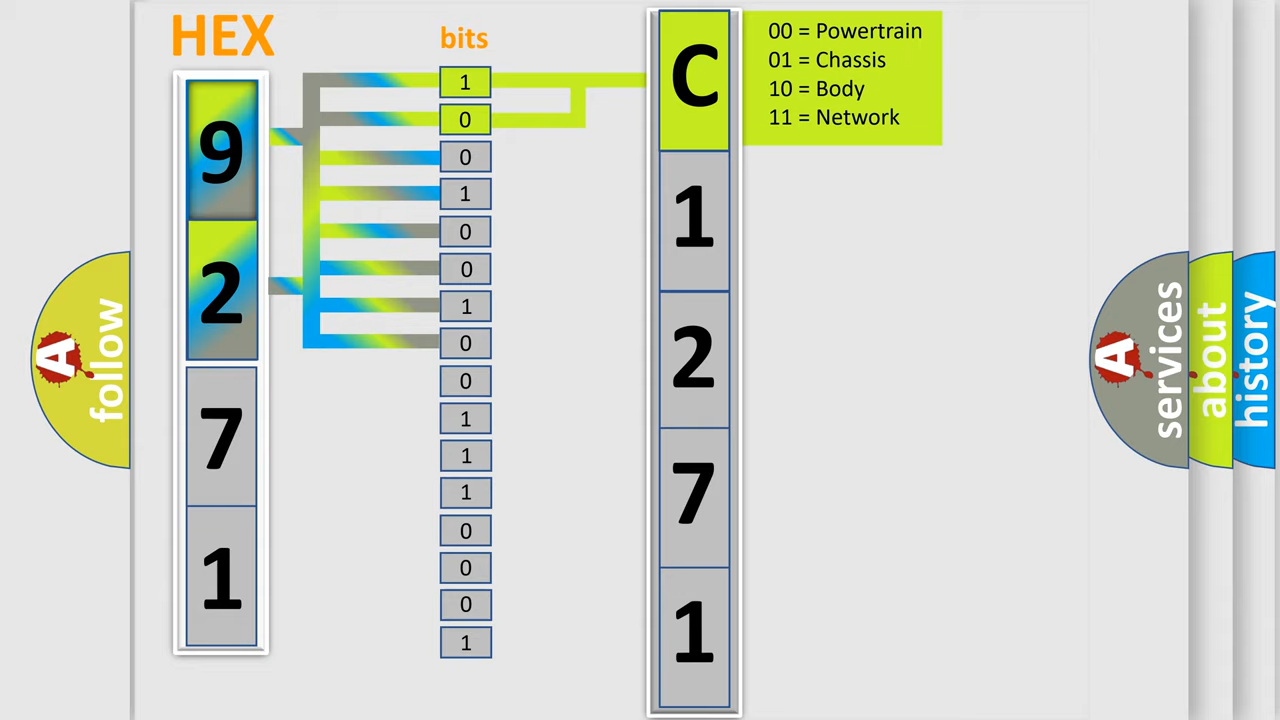 HEX
bits
9
2
7
1
1
0
0
1
0
0
1
0
0
1
1
1
0
0
0
1
C
1
2
7
1
00 = Powertrain
01 = Chassis
10 = Body
11 = Network
A
follow
A
services
about
history